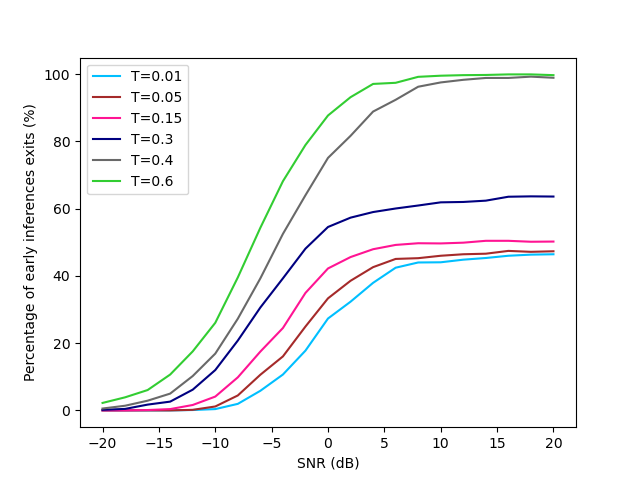 T=0.01
T=0.05
T=0.15
T=0.3
T=0.4
T=0.6
Percentage of early inferences exits (%)
100
80
60
40
20
0
−20 −15 −10 −5 0 5 10 15 20
SNR (dB)